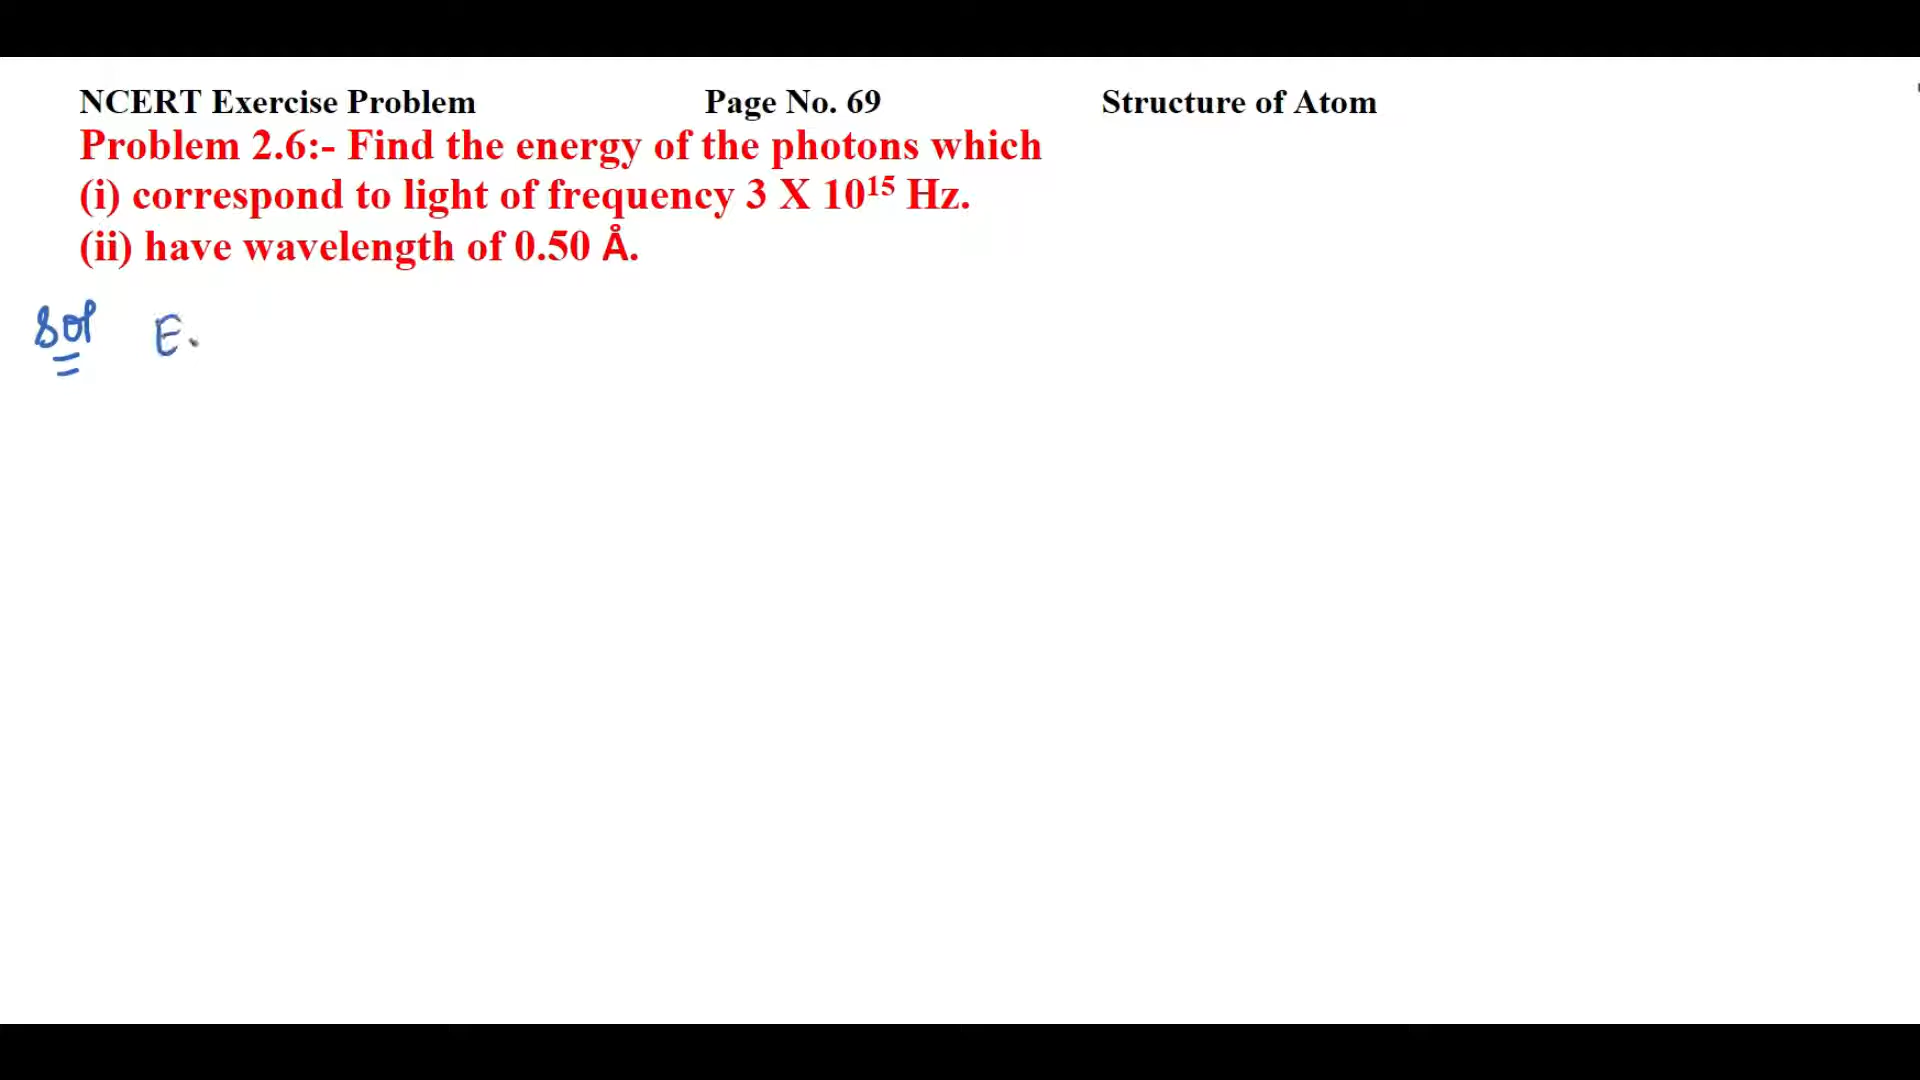 NCERT Exercise Problem Page No. 69 Structure of Atom
Problem 2.6:- Find the energy of the photons which
(i) correspond to light of frequency 3 X 10¹⁵ Hz.
(ii) have wavelength of 0.50 Å.
Sol E